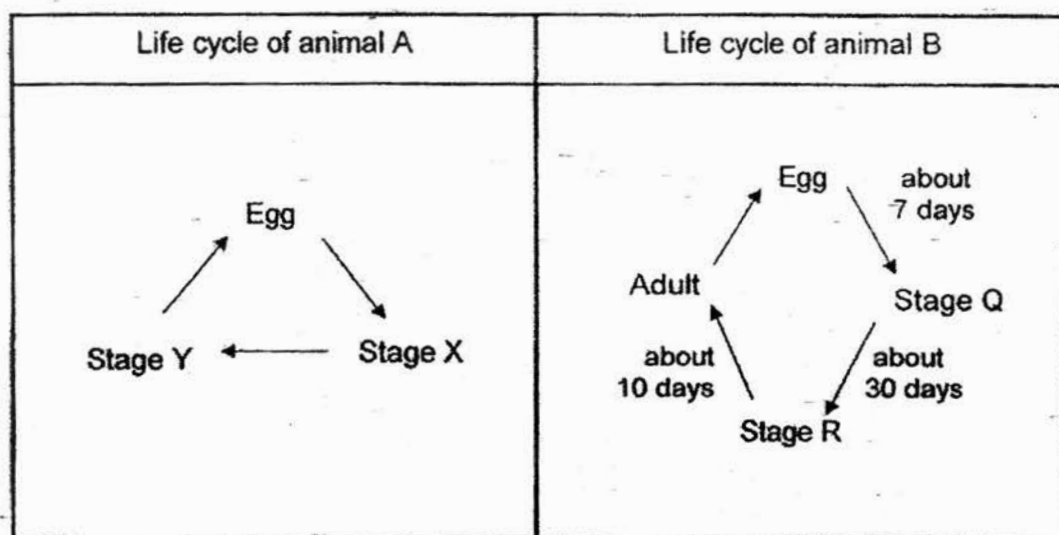 Life cycle of animal A
Life cycle of animal B
Egg
Stage Y
Stage X
Egg
about
7 days
Adult
Stage Q
about
10 days
about
30 days
Stage R